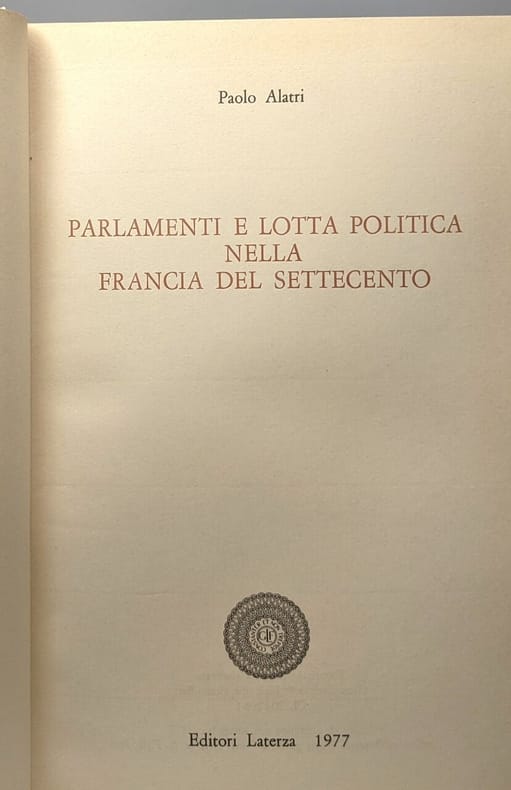 Paolo Alatri
PARLAMENTI E LOTTA POLITICA
NELLA
FRANCIA DEL SETTECENTO
Editori Laterza 1977